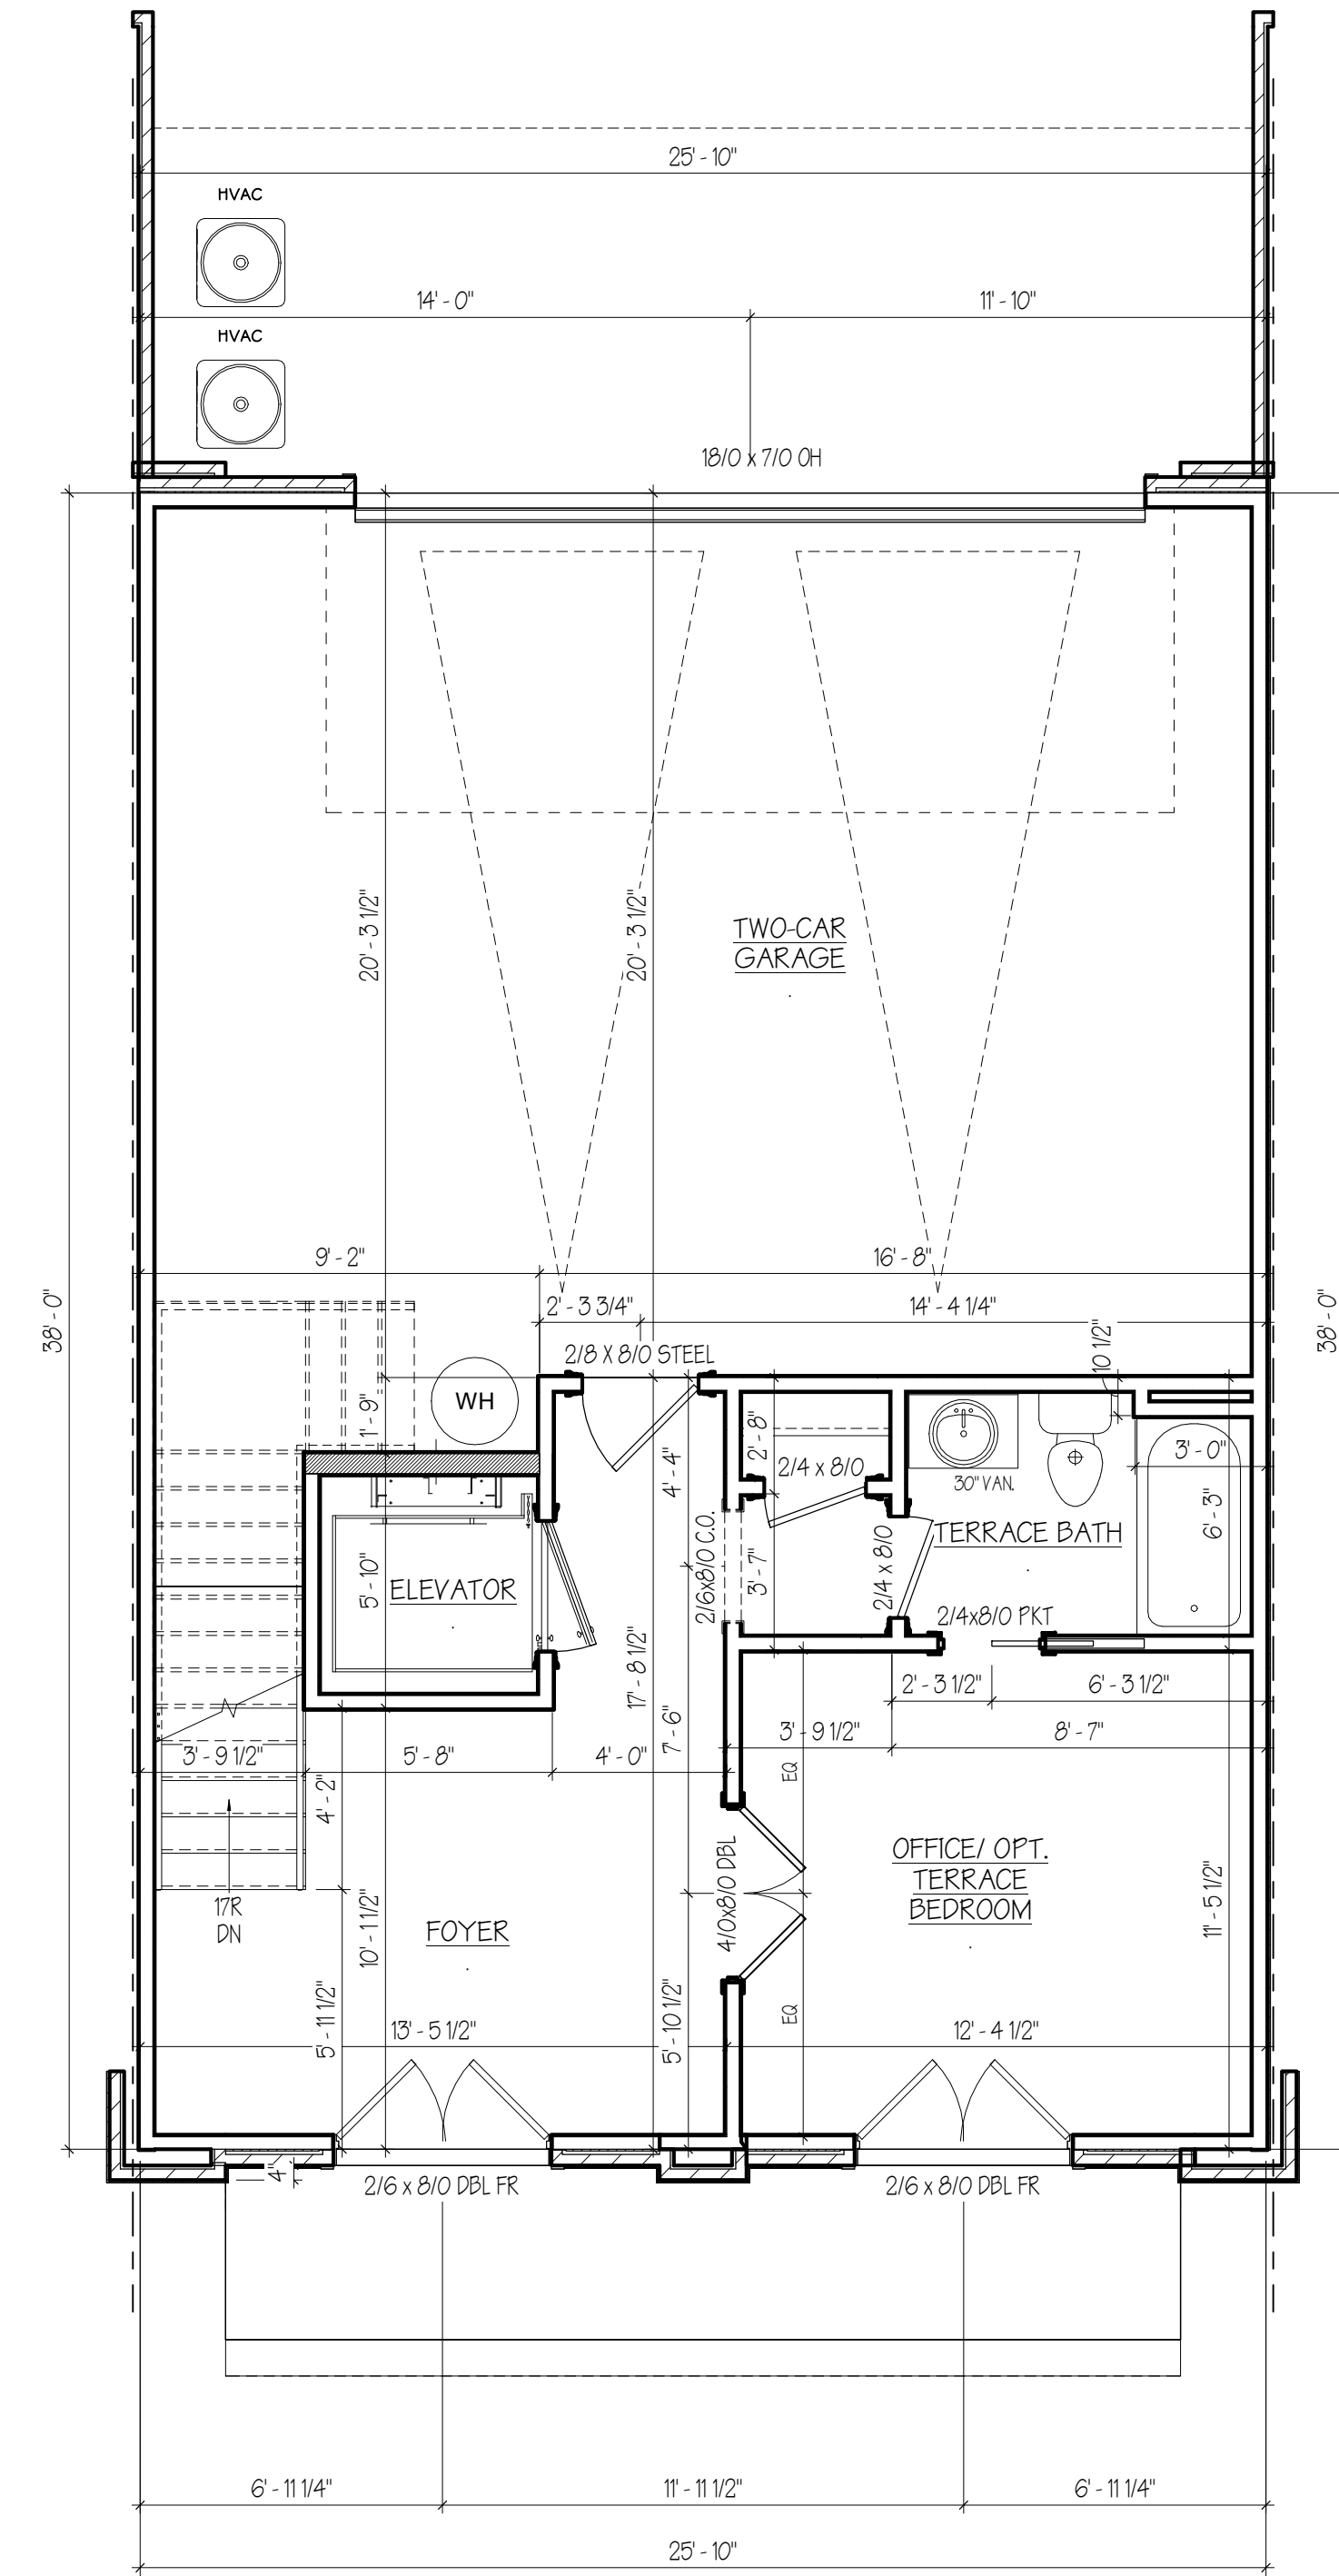 25' - 10"
HVAC
14' - 0"
11' - 10"
HVAC
18/0 x 7/0 OH
20' - 3 1/2"
20' - 3 1/2"
TWO-CAR
GARAGE
9' - 2"
16' - 8"
38' - 0"
38' - 0"
2' - 3 3/4"
14' - 4 1/4"
2/8 X 8/0 STEEL
10 1/2"
WH
1' - 9"
4' - 4"
2' - 8"
2/4 x 8/0
30" VAN.
3' - 0"
6' - 3"
TERRACE BATH
2/6x8/0 C.O.
3' - 7"
2/4 x 8/0
5' - 10"
ELEVATOR
2/4x8/0 PKT
17' - 8 1/2"
2' - 3 1/2"
6' - 3 1/2"
7' - 6"
3' - 9 1/2"
5' - 8"
4' - 0"
3' - 9 1/2"
8' - 7"
EQ
4' - 2"
4/0x8/0 DBL
OFFICE/ OPT.
TERRACE
BEDROOM
17R
DN
10' - 1 1/2"
FOYER
11' - 5 1/2"
5' - 11 1/2"
5' - 10 1/2"
EQ
13' - 5 1/2"
12' - 4 1/2"
4"
2/6 x 8/0 DBL FR
2/6 x 8/0 DBL FR
6' - 11 1/4"
11' - 11 1/2"
6' - 11 1/4"
25' - 10"